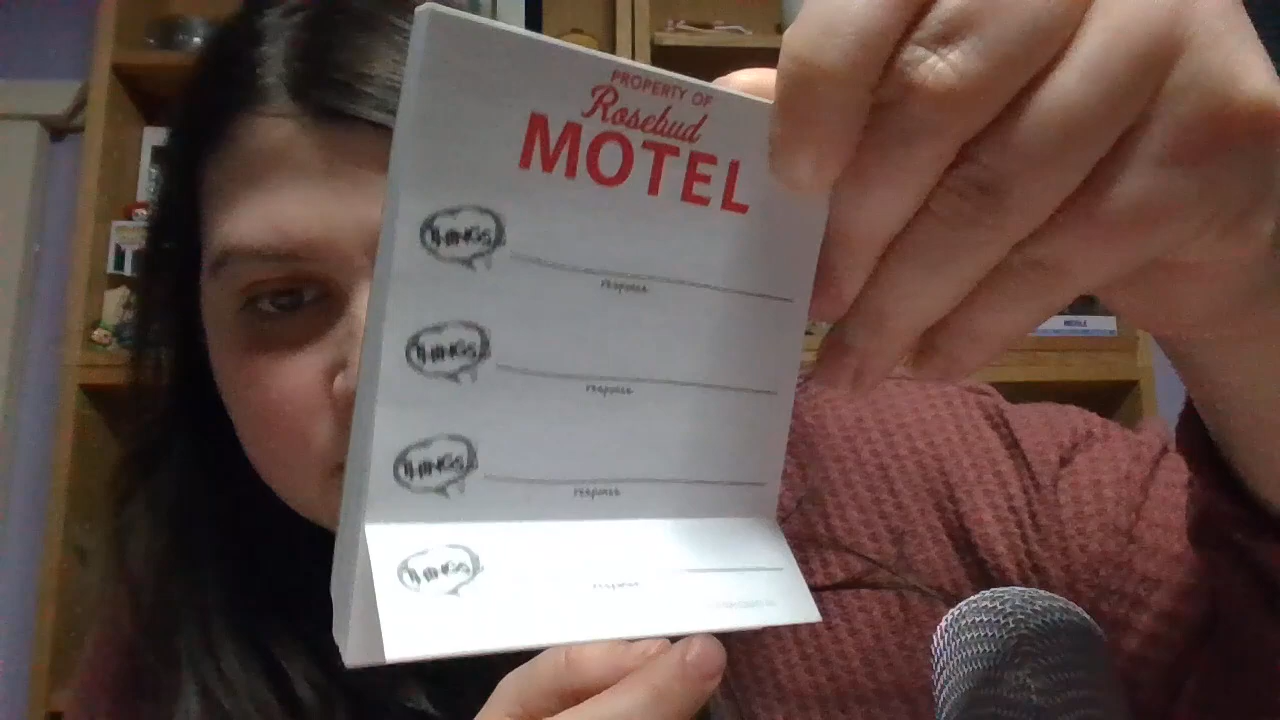 PROPERTY OF
Rosebud
MOTEL
THINGS
response
THINGS
response
THINGS
response
THINGS
response